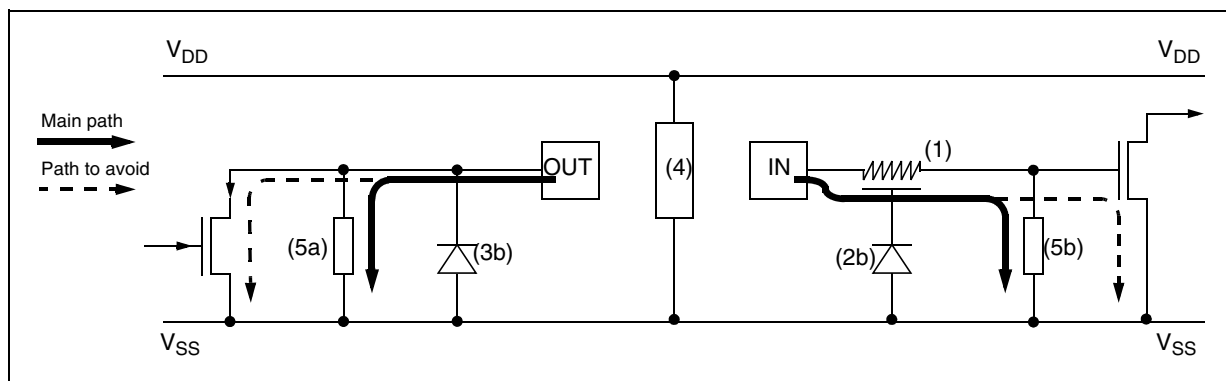 V_DD V_DD
Main path
Path to avoid
OUT (4) IN (1)
(5a) (3b) (2b) (5b)
V_SS V_SS